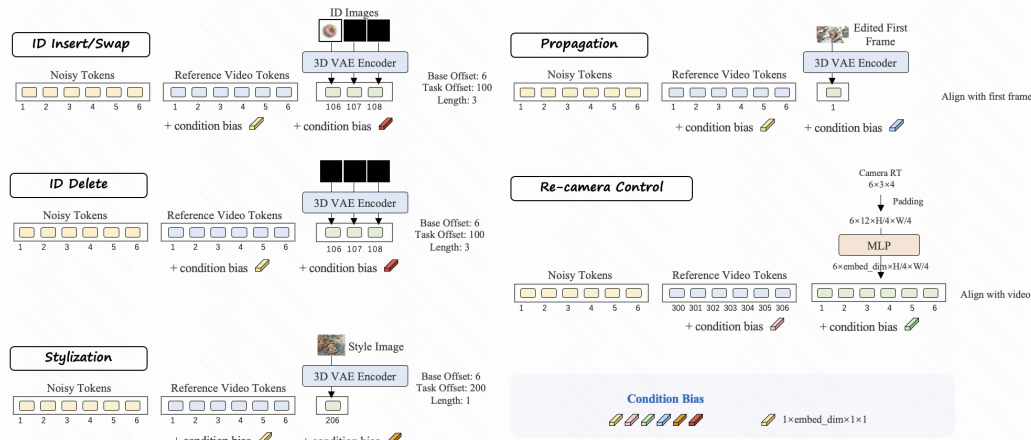 ID Insert/Swap
ID Images
3D VAE Encoder
Noisy Tokens
Reference Video Tokens
1 2 3 4 5 6
1 2 3 4 5 6
106 107 108
Base Offset: 6
Task Offset: 100
Length: 3
+ condition bias
+ condition bias
ID Delete
3D VAE Encoder
Noisy Tokens
Reference Video Tokens
1 2 3 4 5 6
1 2 3 4 5 6
106 107 108
Base Offset: 6
Task Offset: 100
Length: 3
+ condition bias
+ condition bias
Stylization
Style Image
3D VAE Encoder
Noisy Tokens
Reference Video Tokens
1 2 3 4 5 6
1 2 3 4 5 6
206
Base Offset: 6
Task Offset: 200
Length: 1
+ condition bias
+ condition bias
Propagation
Edited First
Frame
3D VAE Encoder
Noisy Tokens
Reference Video Tokens
1 2 3 4 5 6
1 2 3 4 5 6
1
Align with first frame
+ condition bias
+ condition bias
Re-camera Control
Camera RT
6×3×4
Padding
6×12×H/4×W/4
MLP
6×embed_dim×H/4×W/4
Noisy Tokens
Reference Video Tokens
1 2 3 4 5 6
300 301 302 303 304 305 306
1 2 3 4 5 6
Align with video
+ condition bias
+ condition bias
Condition Bias
1×embed_dim×1×1